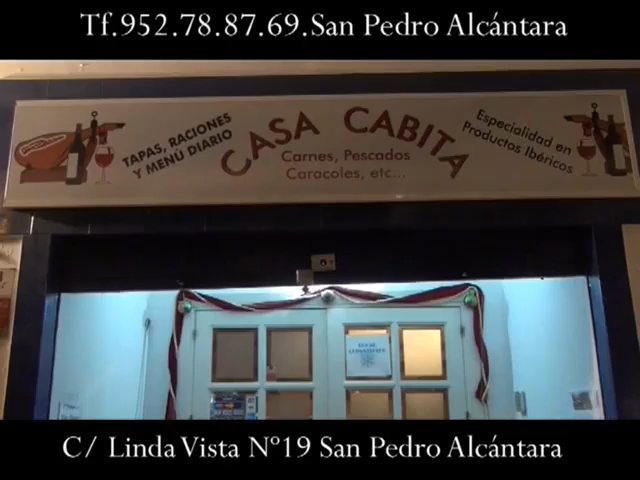 Tf.952.78.87.69.San Pedro Alcántara
TAPAS, RACIONES
Y MENÚ DIARIO
CASA CABITA
Carnes, Pescados
Caracoles, etc...
Especialidad en
Productos Ibéricos
C/ Linda Vista Nº19 San Pedro Alcántara